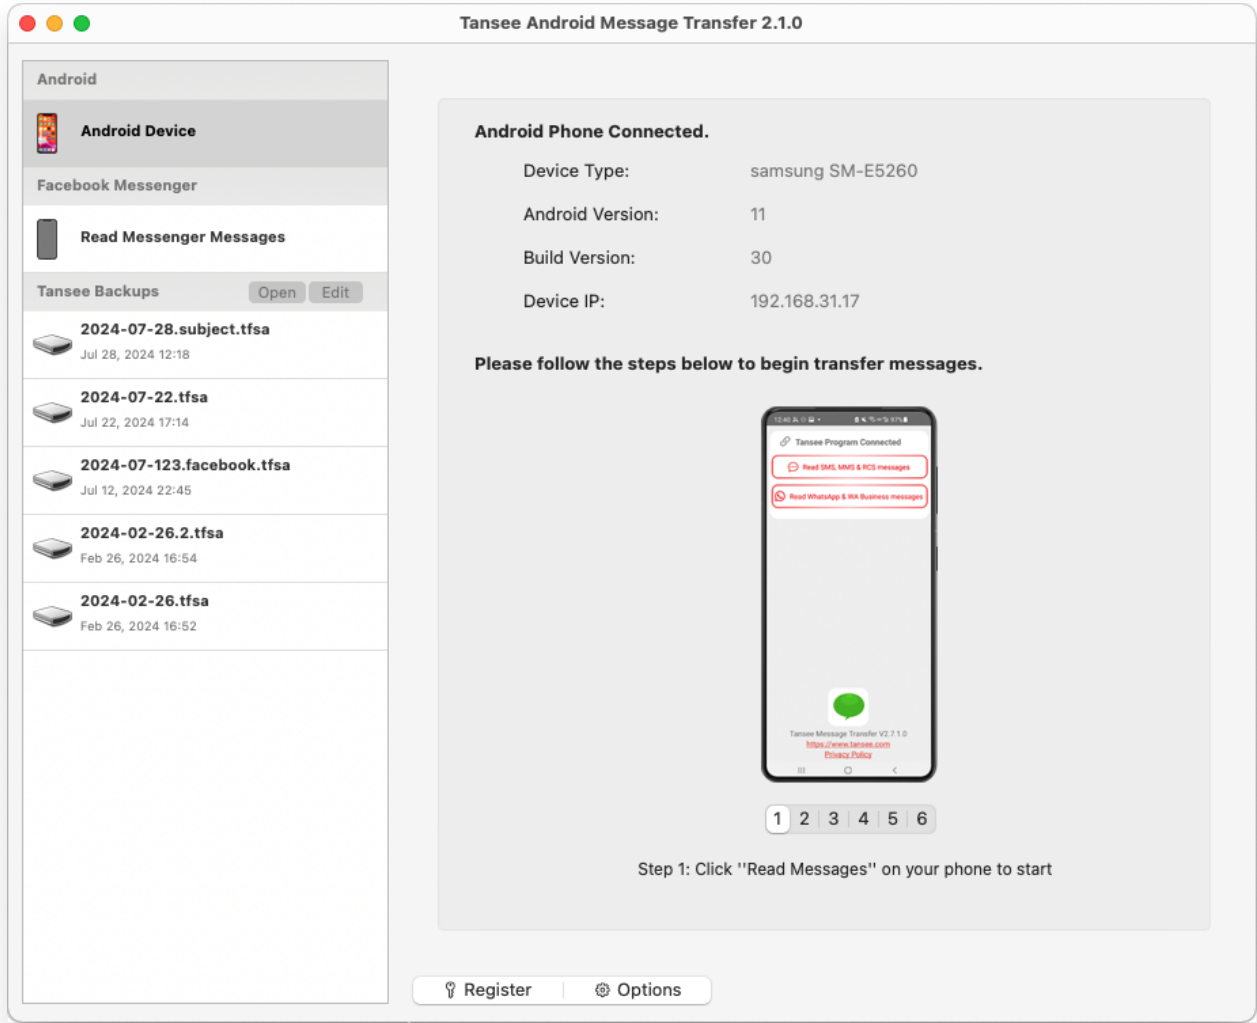 Tansee Android Message Transfer 2.1.0
Android
Android Device
Facebook Messenger
Read Messenger Messages
Tansee Backups Open Edit
2024-07-28.subject.tfsa
Jul 28, 2024 12:18
2024-07-22.tfsa
Jul 22, 2024 17:14
2024-07-123.facebook.tfsa
Jul 12, 2024 22:45
2024-02-26.2.tfsa
Feb 26, 2024 16:54
2024-02-26.tfsa
Feb 26, 2024 16:52
Android Phone Connected.
Device Type: samsung SM-E5260
Android Version: 11
Build Version: 30
Device IP: 192.168.31.17
Please follow the steps below to begin transfer messages.
12:40 97%
Tansee Program Connected
Read SMS, MMS & RCS messages
Read WhatsApp & WA Business messages
Tansee Message Transfer V2.7.1.0
https://www.tansee.com
Privacy Policy
1 2 3 4 5 6
Step 1: Click ''Read Messages'' on your phone to start
Register Options